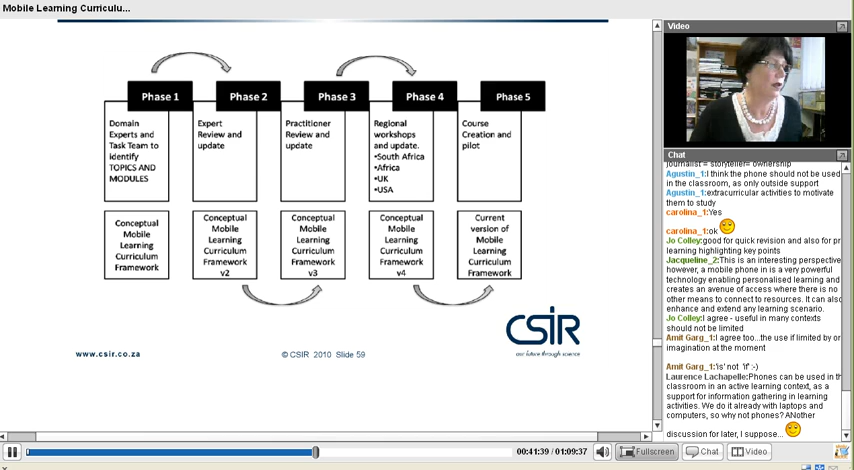 Mobile Learning Curriculu...
Phase 1
Phase 2
Phase 3
Phase 4
Phase 5
Domain
Experts and
Task Team to
identify
TOPICS AND
MODULES
Expert
Review and
update
Practitioner
Review and
update
Regional
workshops
and update.
•South Africa
•Africa
•UK
•USA
Course
Creation and
pilot
Conceptual
Mobile
Learning
Curriculum
Framework
Conceptual
Mobile
Learning
Curriculum
Framework
v2
Conceptual
Mobile
Learning
Curriculum
Framework
v3
Conceptual
Mobile
Learning
Curriculum
Framework
v4
Current
version of
Mobile
Learning
Curriculum
Framework
CSIR
our future through science
www.csir.co.za
© CSIR 2010 Slide 59
Video
Chat
journalist = storyteller= ownership
Agustin_1:I think the phone should not be used
in the classroom, as only outside support
Agustin_1:extracurricular activities to motivate
them to study
carolina_1:Yes
carolina_1:ok
Jo Colley:good for quick revision and also for pr
learning highlighting key points
Jacqueline_2:This is an interesting perspective
however, a mobile phone in is a very powerful
technology enabling personalised learning and
creates an avenue of access where there is no
other means to connect to resources. It can also
enhance and extend any learning scenario.
Jo Colley:I agree - useful in many contexts
should not be limited
Amit Garg_1:I agree too...the use if limited by or
imagination at the moment
Amit Garg_1:'is' not 'if' :-)
Laurence Lachapelle:Phones can be used in th
classroom in an active learning context, as a
support for information gathering in learning
activities. We do it already with laptops and
computers, so why not phones? ANother
discussion for later, I suppose...
00:41:39 / 01:09:37
Fullscreen
Chat
Video